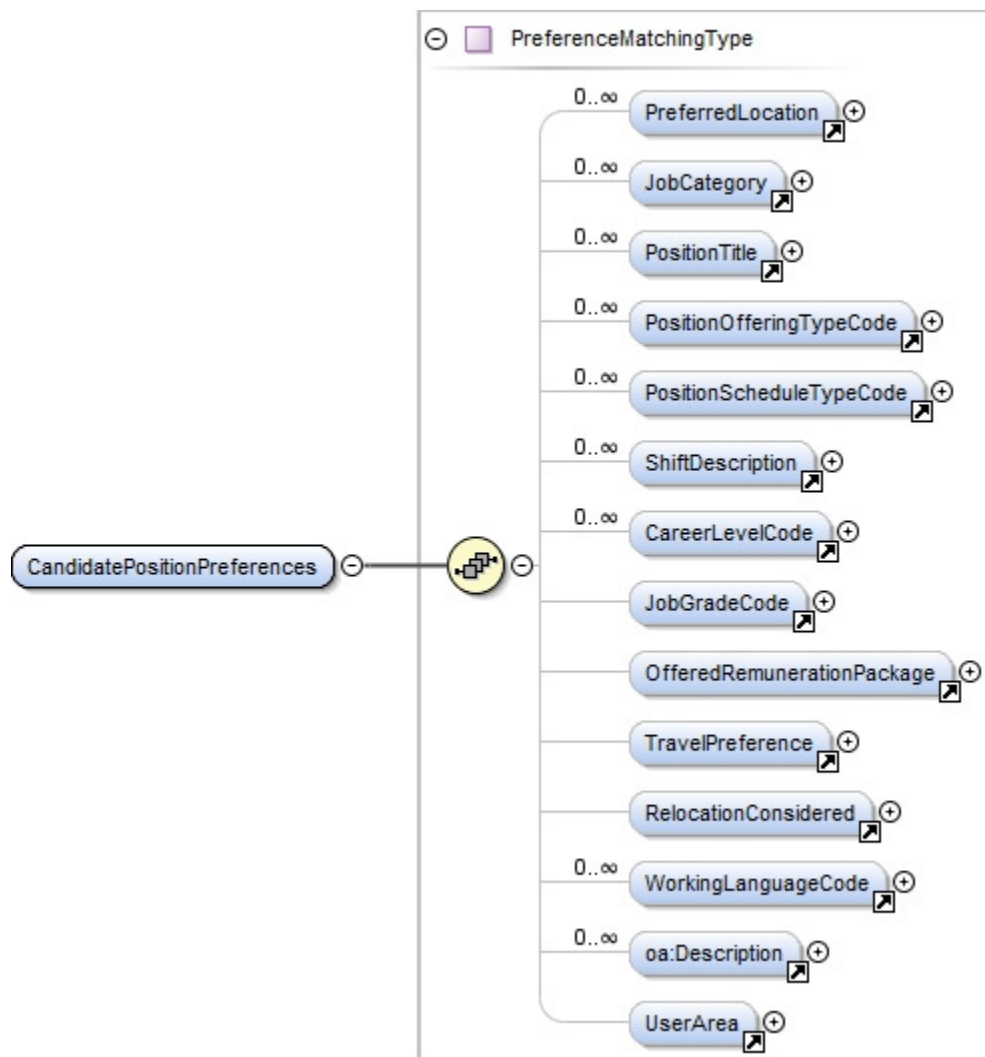 PreferenceMatchingType
0..∞
PreferredLocation
0..∞
JobCategory
0..∞
PositionTitle
0..∞
PositionOfferingTypeCode
0..∞
PositionScheduleTypeCode
0..∞
ShiftDescription
0..∞
CareerLevelCode
CandidatePositionPreferences
JobGradeCode
OfferedRemunerationPackage
TravelPreference
RelocationConsidered
0..∞
WorkingLanguageCode
0..∞
oa:Description
UserArea